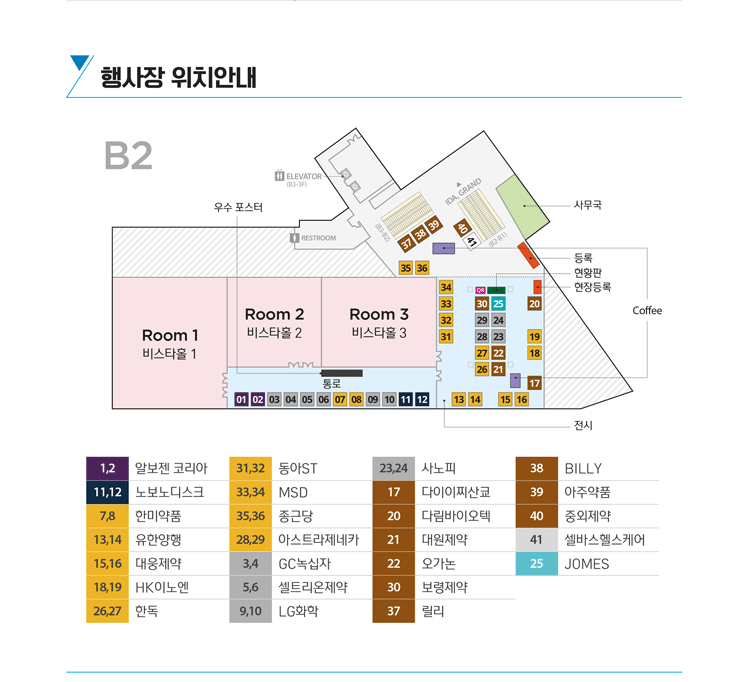 행사장 위치안내
B2
ELEVATOR
(B3-3F)
IDA, GRAND
사무국
우수 포스터
(B3-B2)
(B2-B1)
RESTROOM
37 38 39
40
41
등록
현황판
현장등록
Coffee
35 36
34
33
32
31
QR
30 25
29 24
28 23
27 22
26 21
20
19
18
17
Room 1
비스타홀 1
Room 2
비스타홀 2
Room 3
비스타홀 3
통로
01 02 03 04 05 06 07 08 09 10 11 12
13 14
15 16
전시
1,2 알보젠 코리아
11,12 노보노디스크
7,8 한미약품
13,14 유한양행
15,16 대웅제약
18,19 HK이노엔
26,27 한독
31,32 동아ST
33,34 MSD
35,36 종근당
28,29 아스트라제네카
3,4 GC녹십자
5,6 셀트리온제약
9,10 LG화학
23,24 사노피
17 다이이찌산쿄
20 다림바이오텍
21 대원제약
22 오가논
30 보령제약
37 릴리
38 BILLY
39 아주약품
40 중외제약
41 셀바스헬스케어
25 JOMES